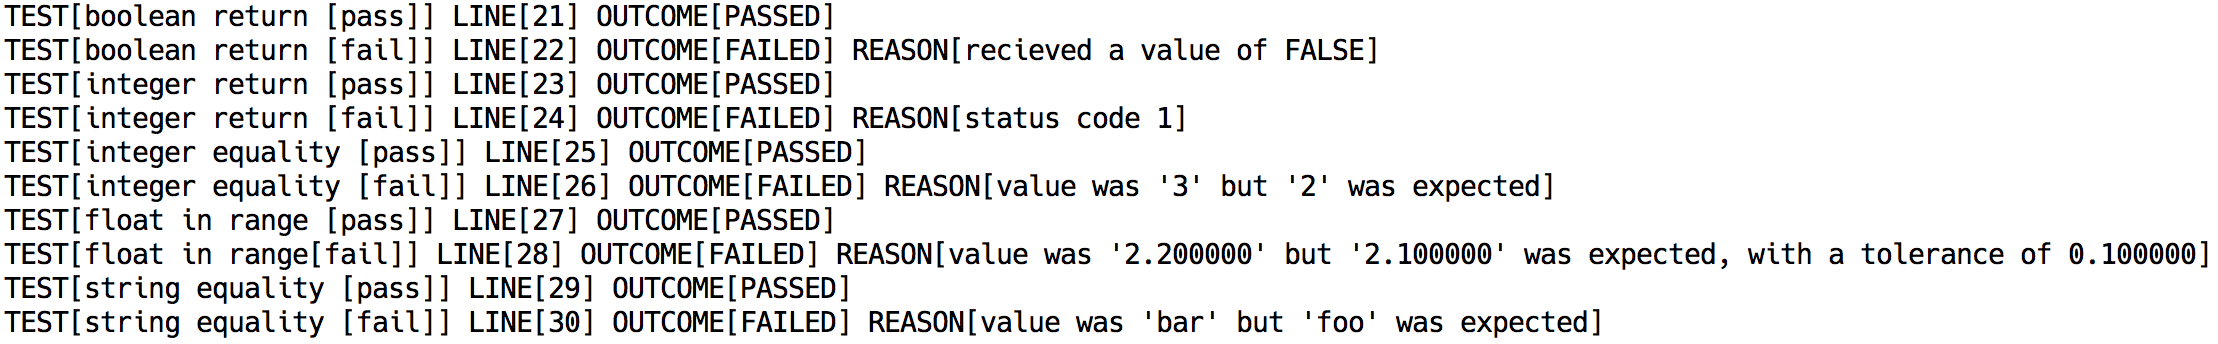 TEST[boolean return [pass]] LINE[21] OUTCOME[PASSED]
TEST[boolean return [fail]] LINE[22] OUTCOME[FAILED] REASON[recieved a value of FALSE]
TEST[integer return [pass]] LINE[23] OUTCOME[PASSED]
TEST[integer return [fail]] LINE[24] OUTCOME[FAILED] REASON[status code 1]
TEST[integer equality [pass]] LINE[25] OUTCOME[PASSED]
TEST[integer equality [fail]] LINE[26] OUTCOME[FAILED] REASON[value was '3' but '2' was expected]
TEST[float in range [pass]] LINE[27] OUTCOME[PASSED]
TEST[float in range[fail]] LINE[28] OUTCOME[FAILED] REASON[value was '2.200000' but '2.100000' was expected, with a tolerance of 0.100000]
TEST[string equality [pass]] LINE[29] OUTCOME[PASSED]
TEST[string equality [fail]] LINE[30] OUTCOME[FAILED] REASON[value was 'bar' but 'foo' was expected]